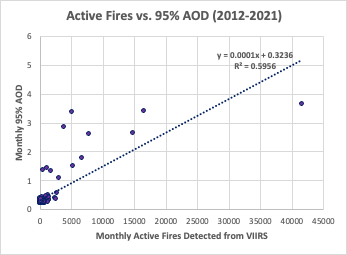 Active Fires vs. 95% AOD (2012-2021)
6
5
4
3
2
1
0
y = 0.0001x + 0.3236
R² = 0.5956
Monthly 95% AOD
0 5000 10000 15000 20000 25000 30000 35000 40000 45000
Monthly Active Fires Detected from VIIRS